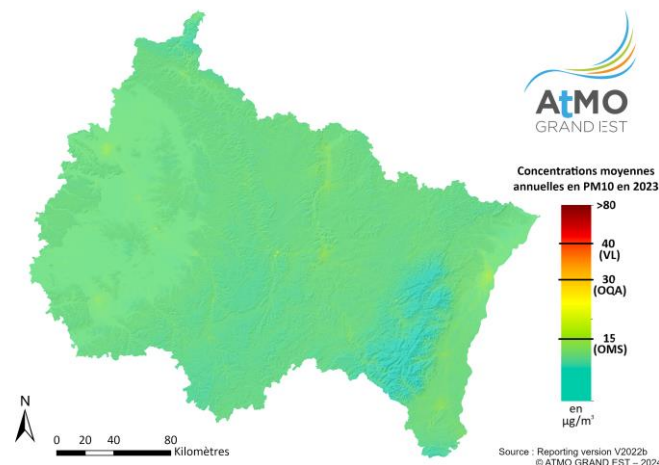 AtMO
GRAND EST
Concentrations moyennes
annuelles en PM10 en 2023
>80
40
(VL)
30
(OQA)
15
(OMS)
en
µg/m³
N
0 20 40 80
Kilomètres
Source : Reporting version V2022b
© ATMO GRAND EST – 2024